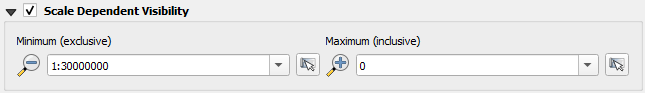 Scale Dependent Visibility
Minimum (exclusive) Maximum (inclusive)
1:30000000 0